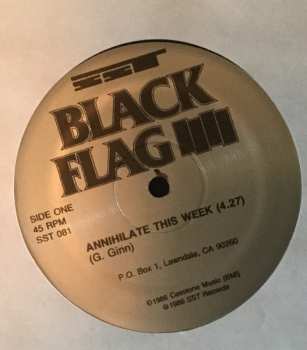 SST
BLACK
FLAG
SIDE ONE
45 RPM
SST 081
ANNIHILATE THIS WEEK (4.27)
(G. Ginn)
P.O. Box 1, Lawndale, CA 90260
©1986 Cesstone Music (BMI)
℗1986 SST Records